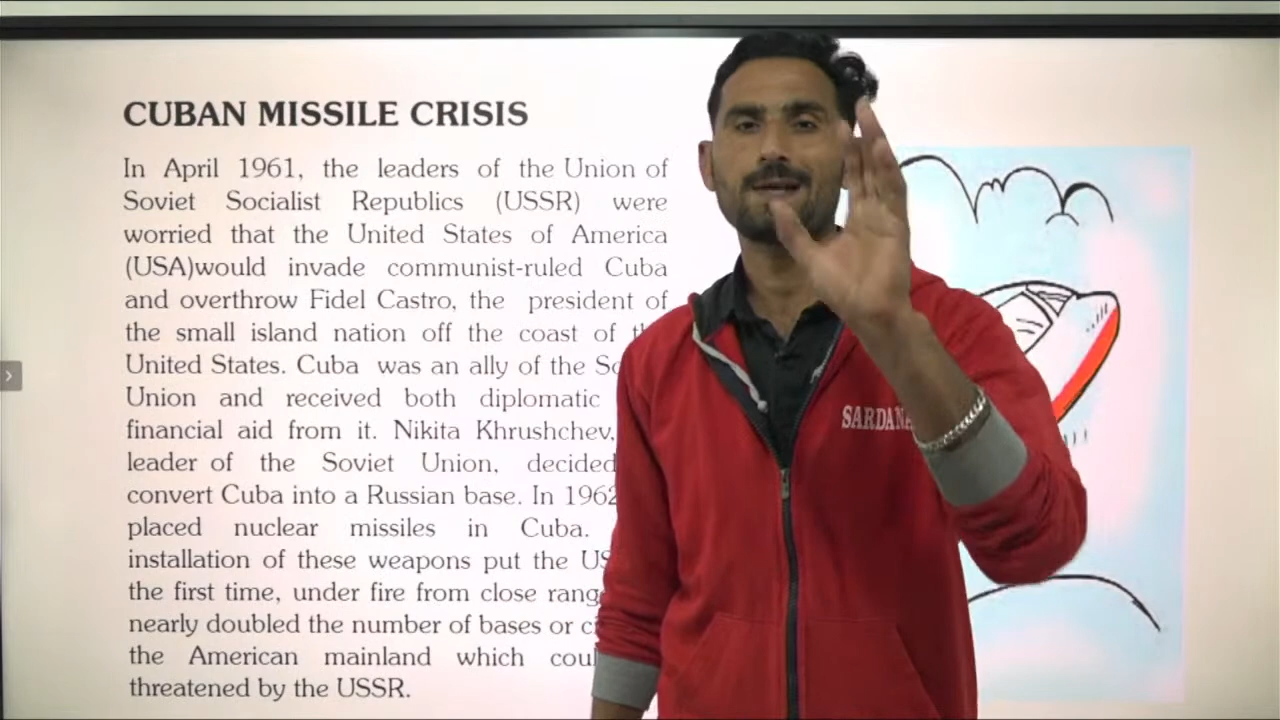 CUBAN MISSILE CRISIS
In April 1961, the leaders of the Union of
Soviet Socialist Republics (USSR) were
worried that the United States of America
(USA)would invade communist-ruled Cuba
and overthrow Fidel Castro, the president of
the small island nation off the coast of
United States. Cuba was an ally of the
Union and received both diplomatic
financial aid from it. Nikita Khrushchev,
leader of the Soviet Union, decided
convert Cuba into a Russian base. In 1962
placed nuclear missiles in Cuba.
installation of these weapons put the
the first time, under fire from close
nearly doubled the number of bases or
the American mainland which
threatened by the USSR.
SARDANA